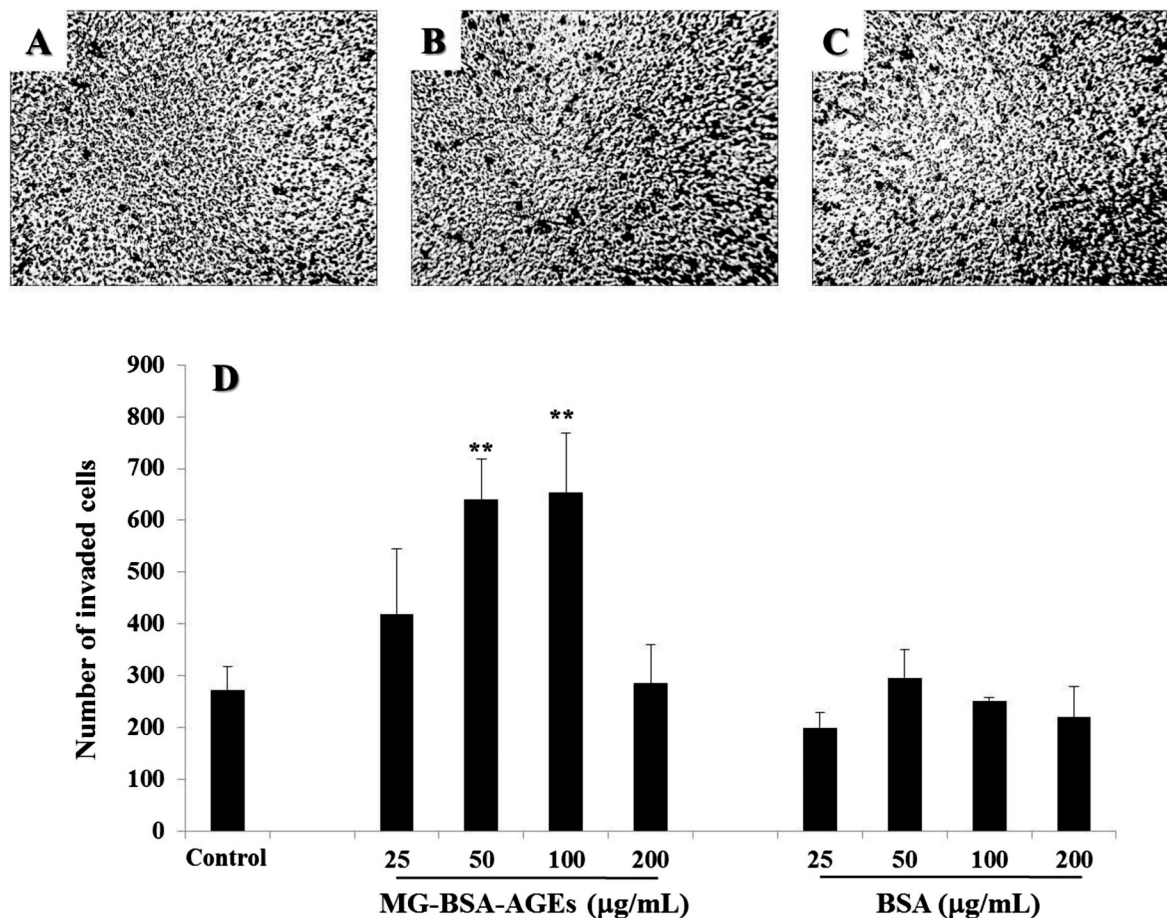 A
B
C
D
900
800
700
600
500
400
300
200
100
0
Number of invaded cells
**
**
Control
25 50 100 200
25 50 100 200
MG-BSA-AGEs (µg/mL)
BSA (µg/mL)